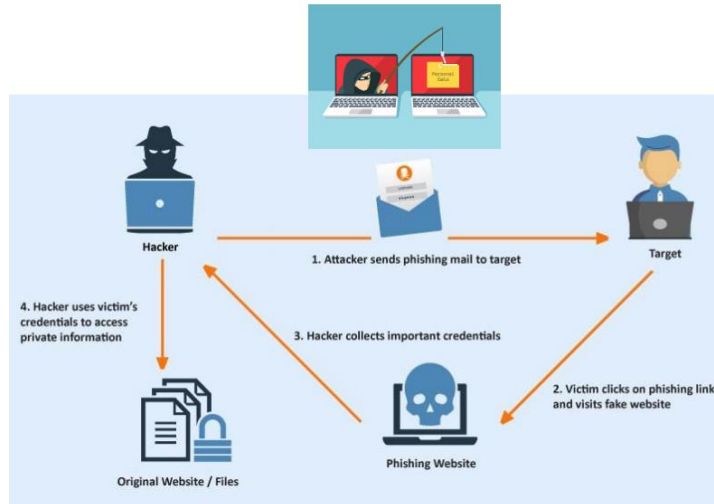 Personal
Data
Hacker
Target
1. Attacker sends phishing mail to target
4. Hacker uses victim's
credentials to access
private information
3. Hacker collects important credentials
2. Victim clicks on phishing link
and visits fake website
Original Website / Files
Phishing Website